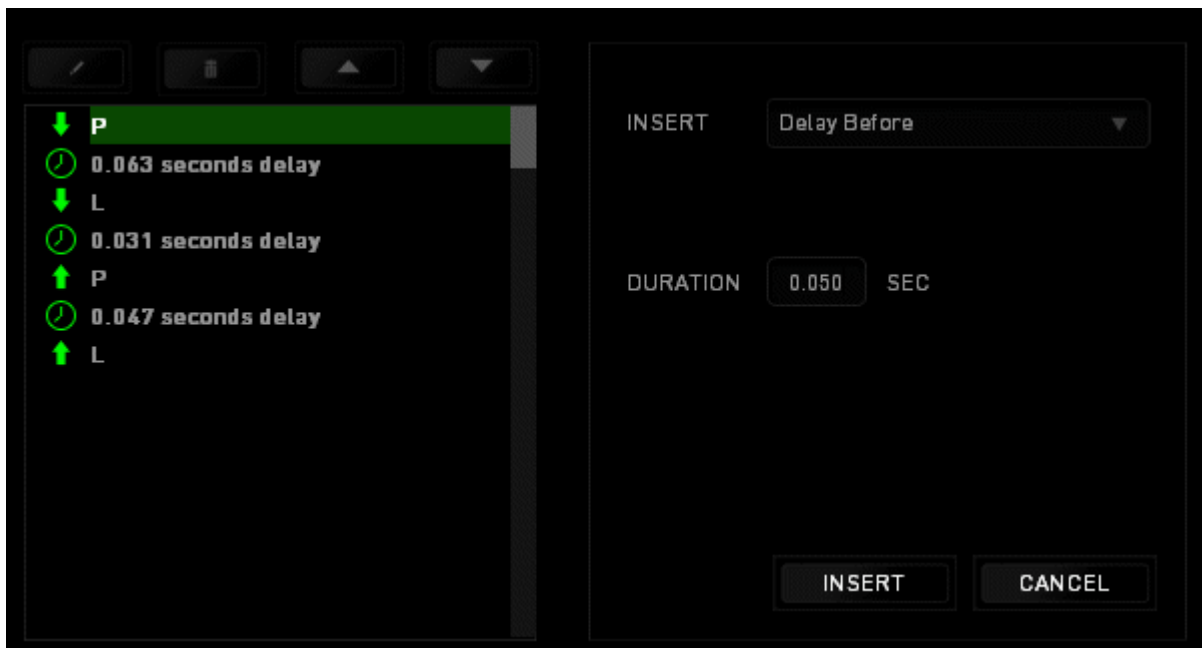 P
0.063 seconds delay
L
0.031 seconds delay
P
0.047 seconds delay
L
INSERT Delay Before
DURATION 0.050 SEC
INSERT CANCEL